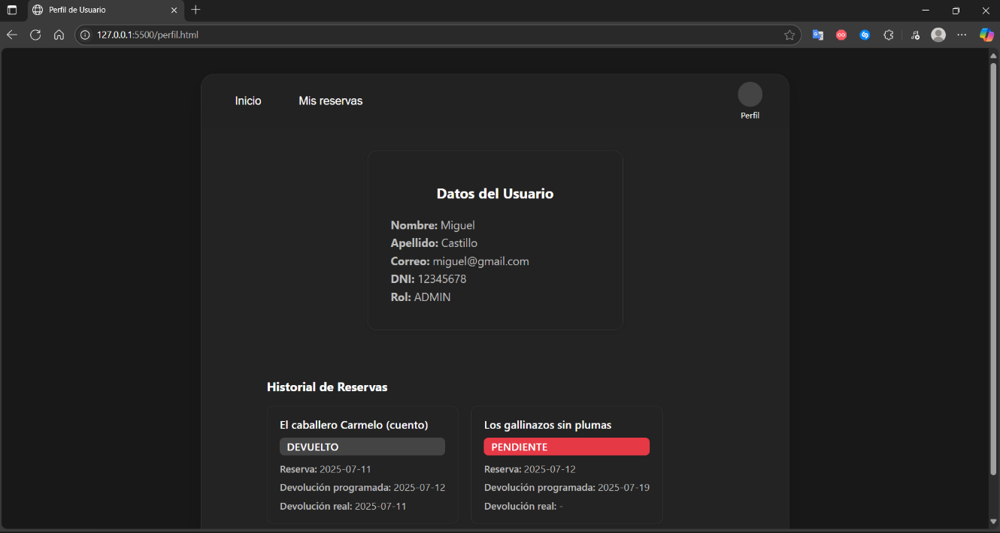 Perfil de Usuario
127.0.0.1:5500/perfil.html
Inicio
Mis reservas
Perfil
Datos del Usuario
Nombre: Miguel
Apellido: Castillo
Correo: miguel@gmail.com
DNI: 12345678
Rol: ADMIN
Historial de Reservas
El caballero Carmelo (cuento)
DEVUELTO
Reserva: 2025-07-11
Devolución programada: 2025-07-12
Devolución real: 2025-07-11
Los gallinazos sin plumas
PENDIENTE
Reserva: 2025-07-12
Devolución programada: 2025-07-19
Devolución real: -